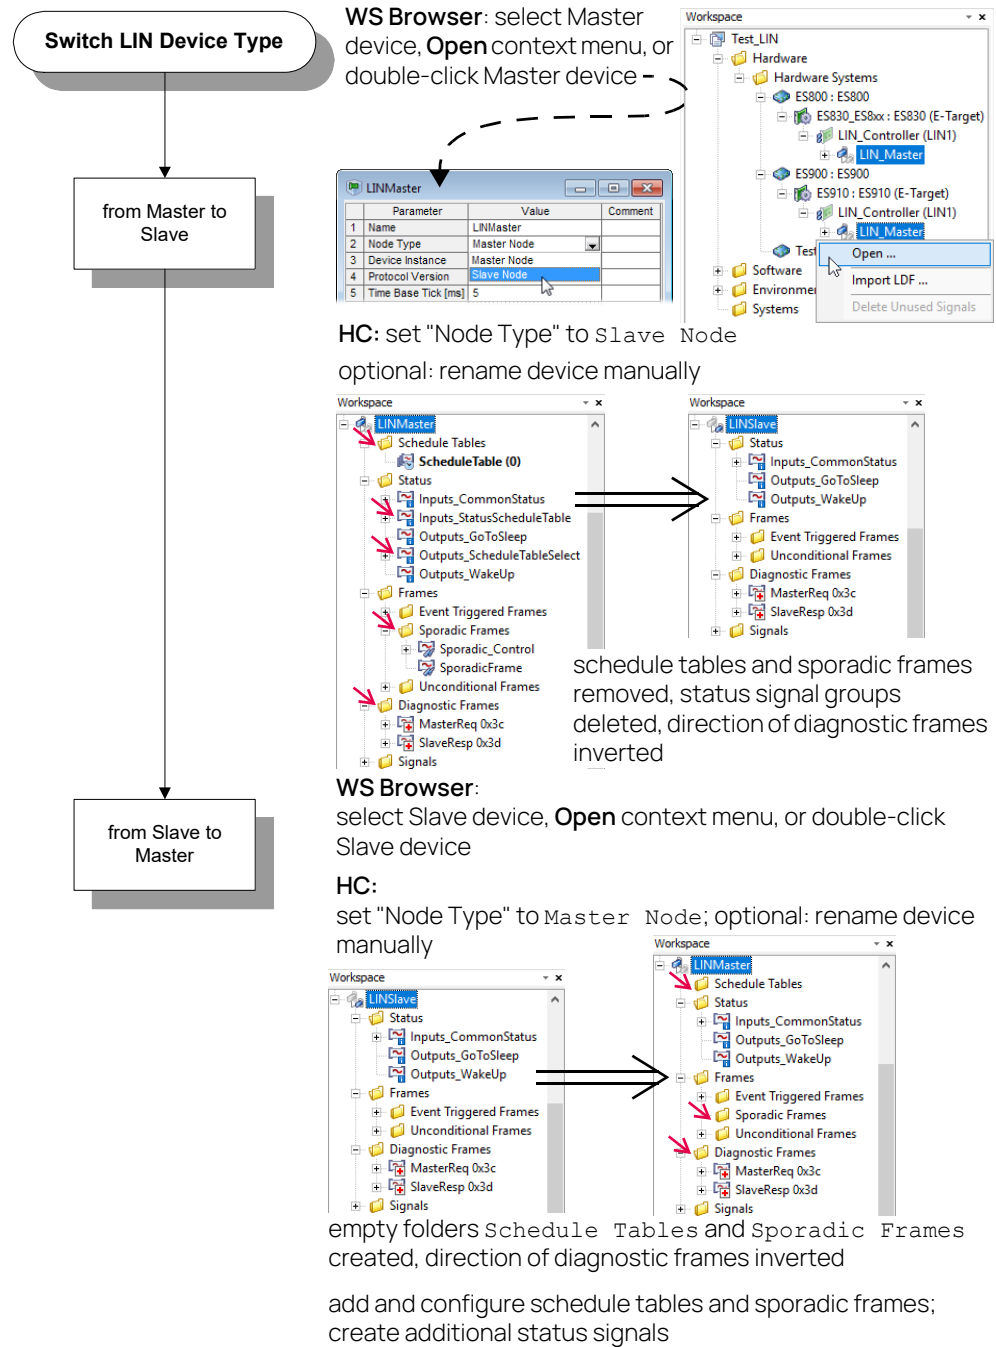 Switch LIN Device Type
WS Browser: select Master
device, Open context menu, or
double-click Master device
Workspace
Test_LIN
Hardware
Hardware Systems
ES800 : ES800
ES830_ES8xx : ES830 (E-Target)
LIN_Controller (LIN1)
LIN_Master
ES900 : ES900
ES910 : ES910 (E-Target)
LIN_Controller (LIN1)
LIN_Master
Test
Software
Environme
Systems
Open ...
Import LDF ...
Delete Unused Signals
from Master to
Slave
LINMaster
Parameter Value Comment
1 Name LINMaster
2 Node Type Master Node
3 Device Instance Master Node
4 Protocol Version Slave Node
5 Time Base Tick [ms] 5
HC: set "Node Type" to Slave Node
optional: rename device manually
Workspace
LINMaster
Schedule Tables
ScheduleTable (0)
Status
Inputs_CommonStatus
Inputs_StatusScheduleTable
Outputs_GoToSleep
Outputs_ScheduleTableSelect
Outputs_WakeUp
Frames
Event Triggered Frames
Sporadic Frames
Sporadic_Control
SporadicFrame
Unconditional Frames
Diagnostic Frames
MasterReq 0x3c
SlaveResp 0x3d
Signals
Workspace
LINSlave
Status
Inputs_CommonStatus
Outputs_GoToSleep
Outputs_WakeUp
Frames
Event Triggered Frames
Unconditional Frames
Diagnostic Frames
MasterReq 0x3c
SlaveResp 0x3d
Signals
schedule tables and sporadic frames
removed, status signal groups
deleted, direction of diagnostic frames
inverted
from Slave to
Master
WS Browser:
select Slave device, Open context menu, or double-click
Slave device
HC:
set "Node Type" to Master Node; optional: rename device
manually
Workspace
LINSlave
Status
Inputs_CommonStatus
Outputs_GoToSleep
Outputs_WakeUp
Frames
Event Triggered Frames
Unconditional Frames
Diagnostic Frames
MasterReq 0x3c
SlaveResp 0x3d
Signals
Workspace
LINMaster
Schedule Tables
Status
Inputs_CommonStatus
Outputs_GoToSleep
Outputs_WakeUp
Frames
Event Triggered Frames
Sporadic Frames
Unconditional Frames
Diagnostic Frames
MasterReq 0x3c
SlaveResp 0x3d
Signals
empty folders Schedule Tables and Sporadic Frames
created, direction of diagnostic frames inverted
add and configure schedule tables and sporadic frames;
create additional status signals